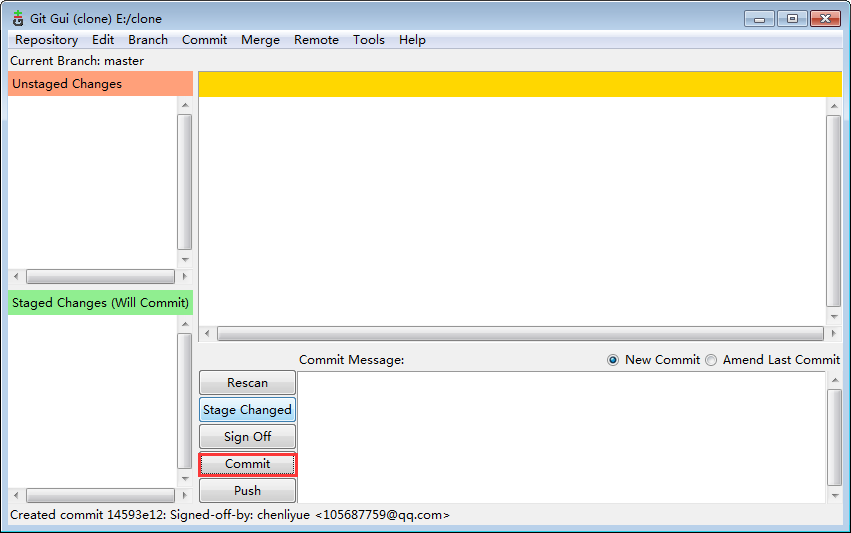 Git Gui (clone) E:/clone
Repository Edit Branch Commit Merge Remote Tools Help
Current Branch: master
Unstaged Changes
Staged Changes (Will Commit)
Commit Message: New Commit Amend Last Commit
Rescan
Stage Changed
Sign Off
Commit
Push
Created commit 14593e12: Signed-off-by: chenliyue <105687759@qq.com>